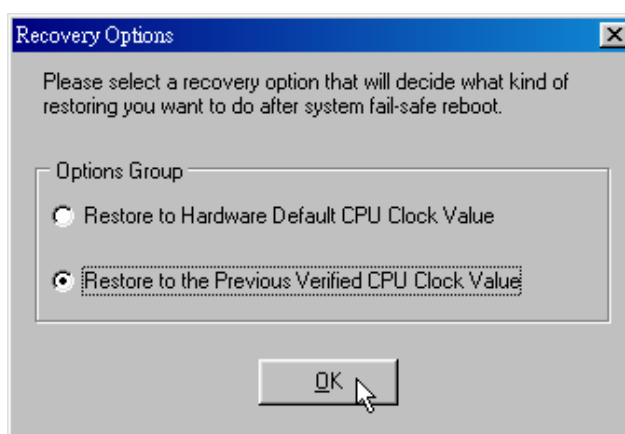 Recovery Options
Please select a recovery option that will decide what kind of
restoring you want to do after system fail-safe reboot.
Options Group
Restore to Hardware Default CPU Clock Value
Restore to the Previous Verified CPU Clock Value
OK